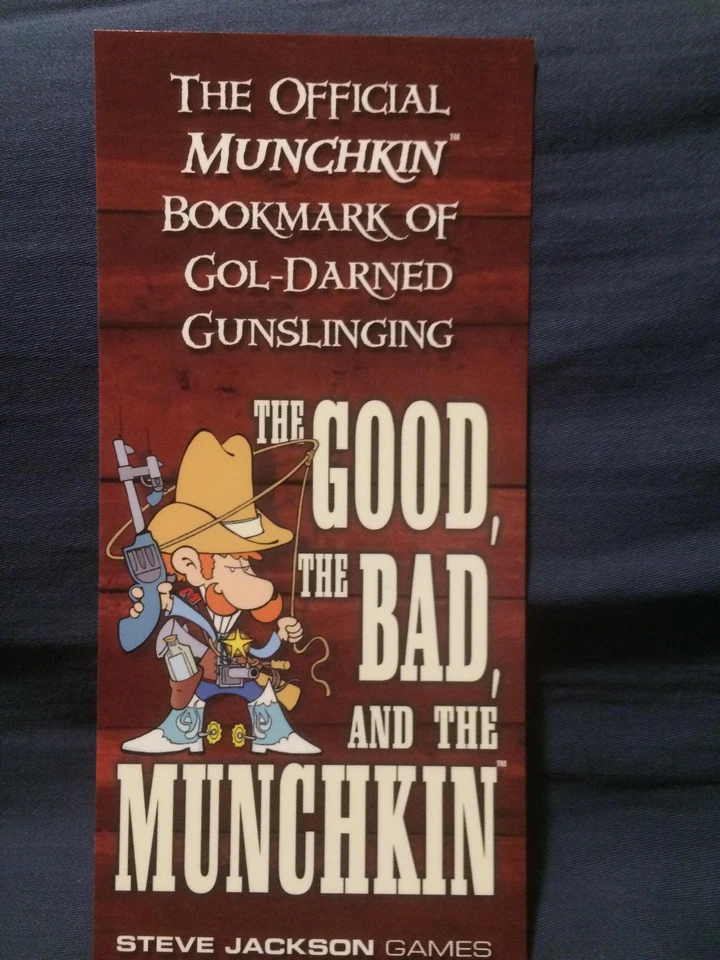 The Official
Munchkin™
Bookmark of
Gol-Darned
Gunslinging
THE GOOD,
THE BAD,
AND THE
MUNCHKIN™
STEVE JACKSON GAMES